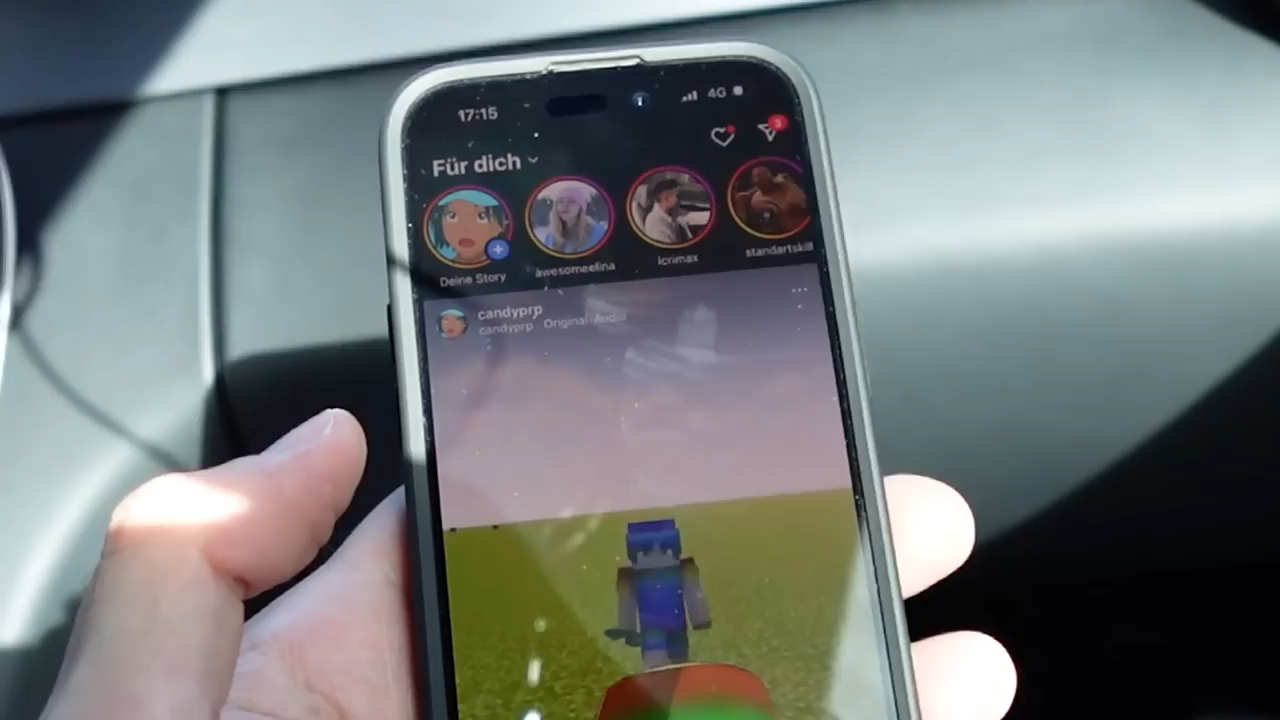 17:15
4G
3
Für dich
Deine Story
awesomeelina
icrimax
standartskill
candyprp
candyprp Original-Audio